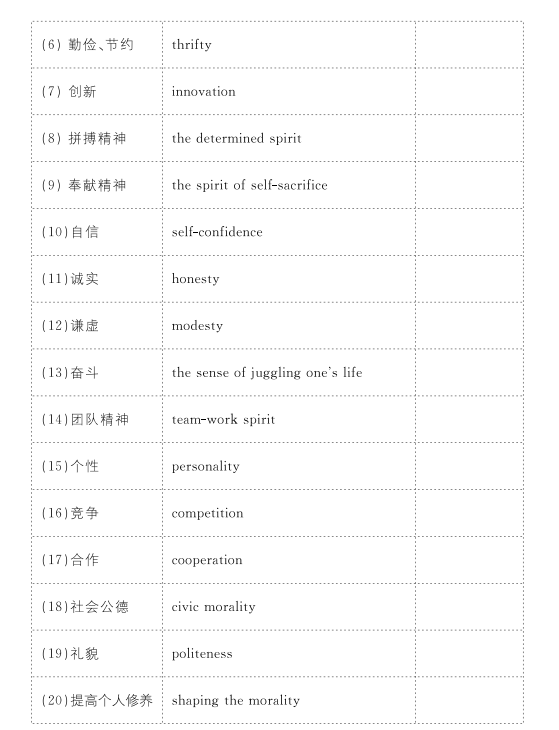 (6) 勤俭、节约 thrifty
(7) 创新 innovation
(8) 拼搏精神 the determined spirit
(9) 奉献精神 the spirit of self-sacrifice
(10)自信 self-confidence
(11)诚实 honesty
(12)谦虚 modesty
(13)奋斗 the sense of juggling one's life
(14)团队精神 team-work spirit
(15)个性 personality
(16)竞争 competition
(17)合作 cooperation
(18)社会公德 civic morality
(19)礼貌 politeness
(20)提高个人修养 shaping the morality